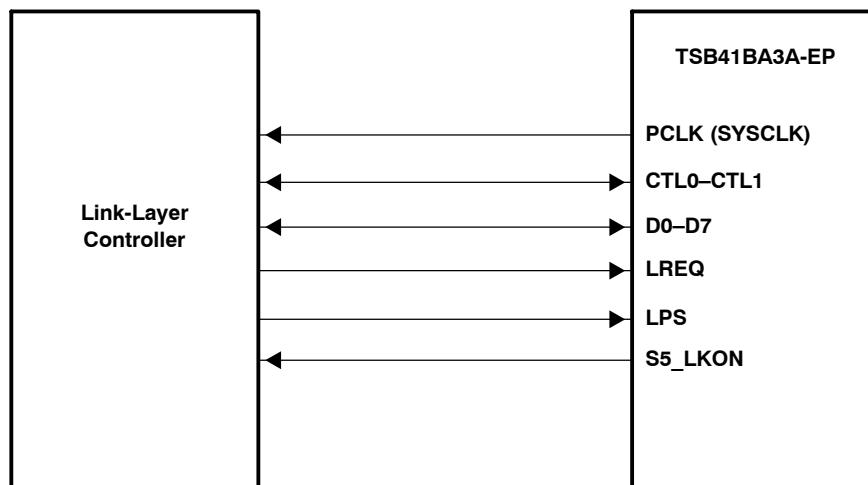 TSB41BA3A-EP
PCLK (SYSCLK)
CTL0–CTL1
Link-Layer
Controller
D0–D7
LREQ
LPS
S5_LKON